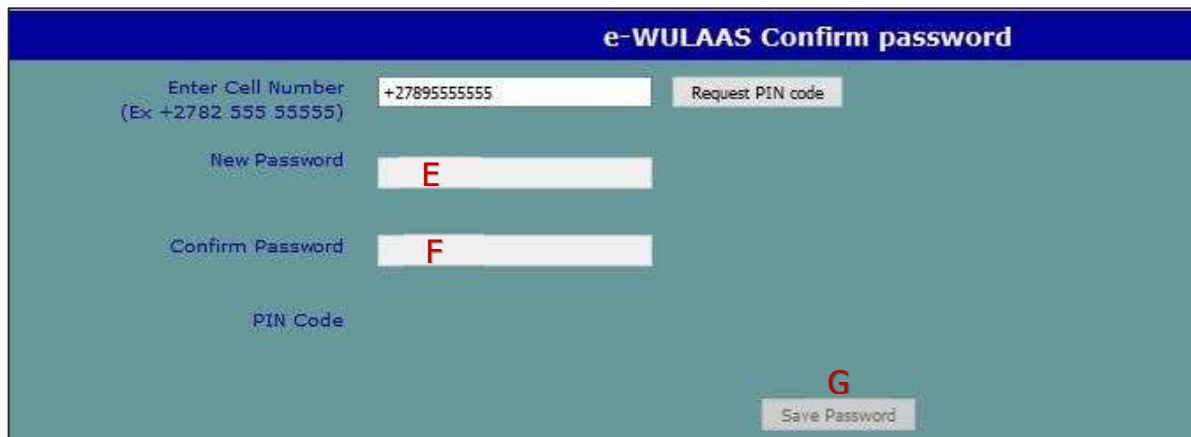 e-WULAAS Confirm password
Enter Cell Number
(Ex +2782 555 55555)
+27895555555
Request PIN code
New Password
E
Confirm Password
F
PIN Code
G
Save Password